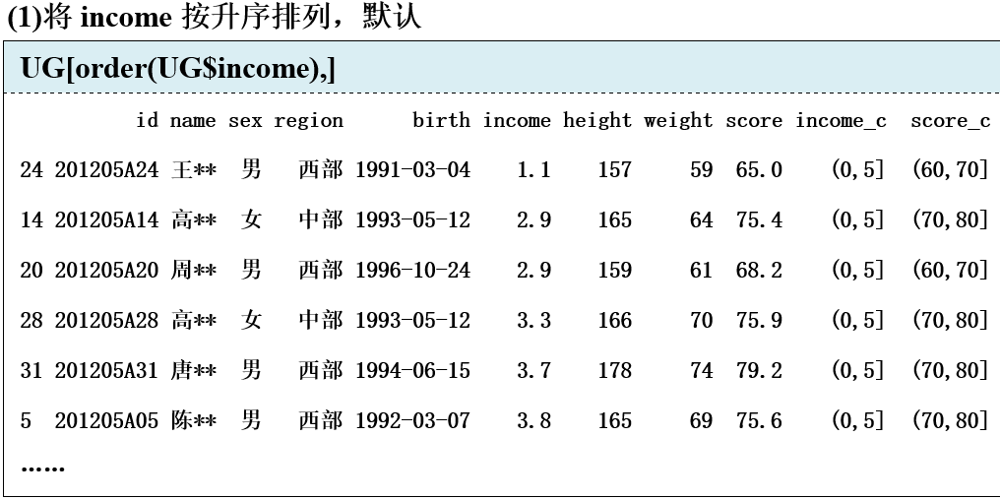 (1)将 income 按升序排列，默认
UG[order(UG$income),]
id name sex region birth income height weight score income_c score_c
24 201205A24 王** 男 西部 1991-03-04 1.1 157 59 65.0 (0,5] (60,70]
14 201205A14 高** 女 中部 1993-05-12 2.9 165 64 75.4 (0,5] (70,80]
20 201205A20 周** 男 西部 1996-10-24 2.9 159 61 68.2 (0,5] (60,70]
28 201205A28 高** 女 中部 1993-05-12 3.3 166 70 75.9 (0,5] (70,80]
31 201205A31 唐** 男 西部 1994-06-15 3.7 178 74 79.2 (0,5] (70,80]
5 201205A05 陈** 男 西部 1992-03-07 3.8 165 69 75.6 (0,5] (70,80]
……